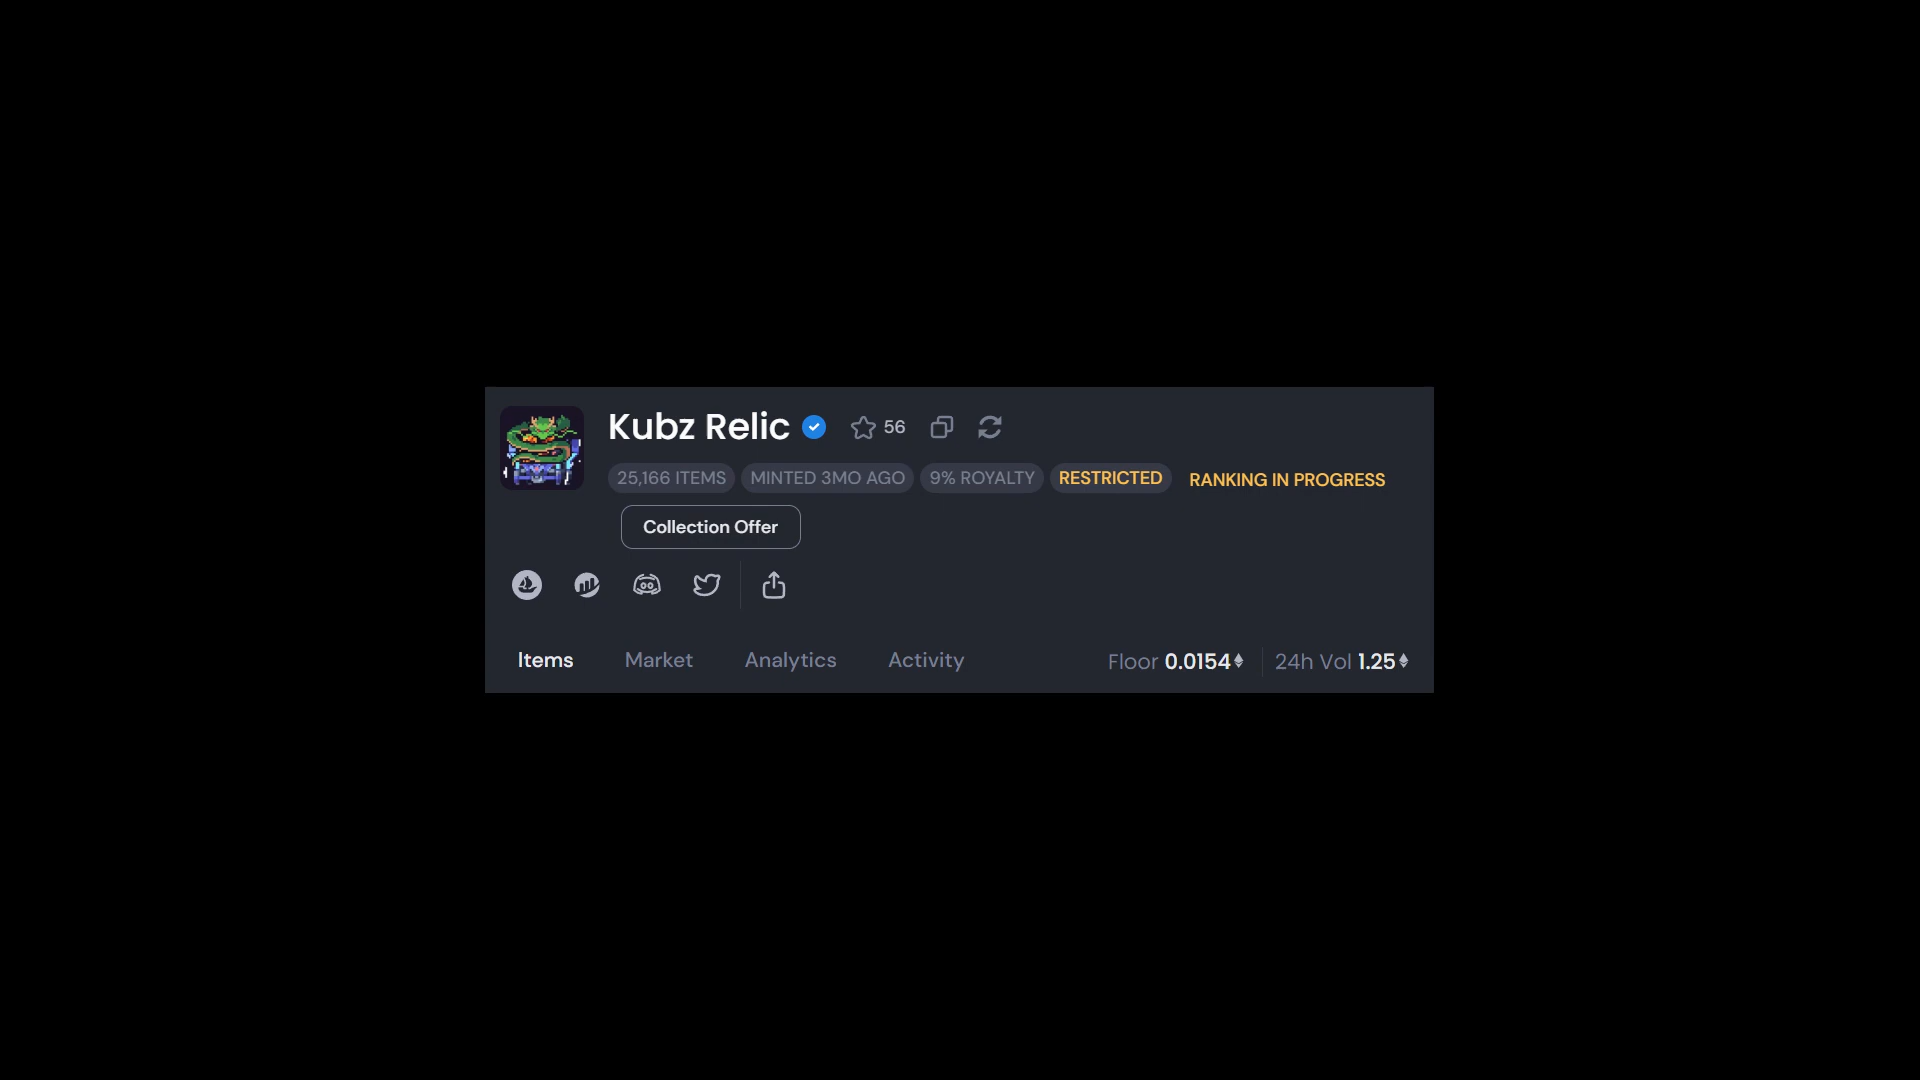 Kubz Relic 56
25,166 ITEMS MINTED 3MO AGO 9% ROYALTY RESTRICTED RANKING IN PROGRESS
Collection Offer
Items Market Analytics Activity Floor 0.0154 24h Vol 1.25